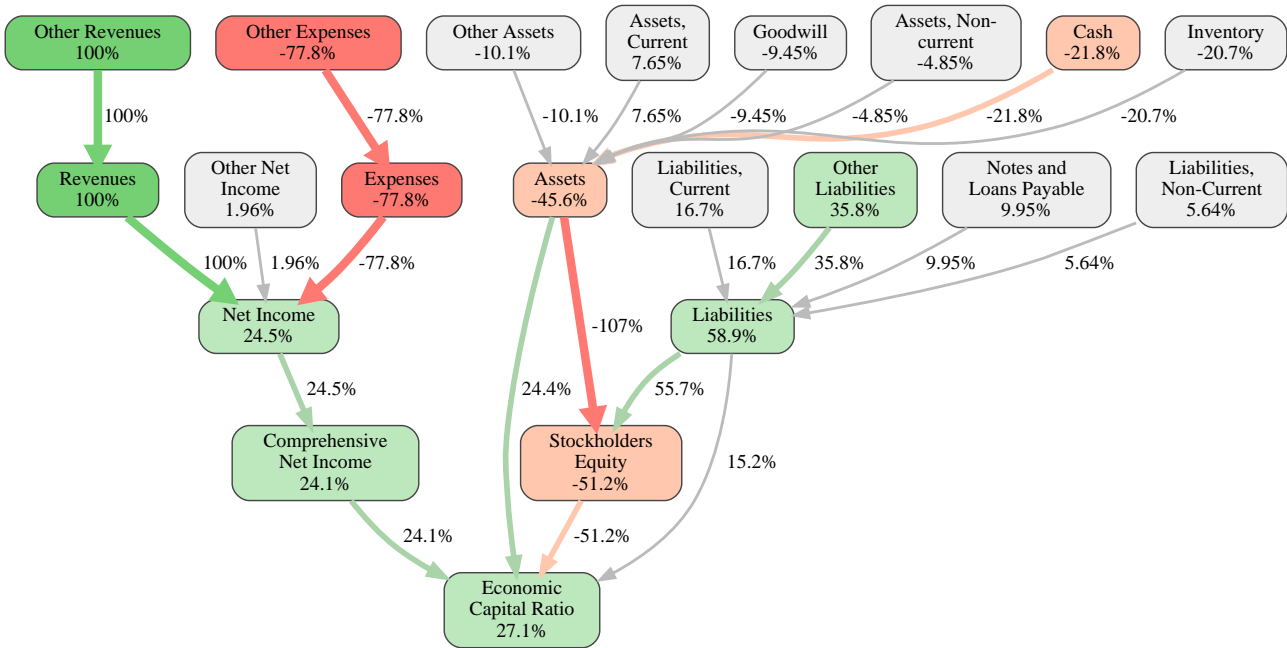 Other Revenues
100%
Other Expenses
-77.8%
Other Assets
-10.1%
Assets,
Current
7.65%
Goodwill
-9.45%
Assets, Non-
current
-4.85%
Cash
-21.8%
Inventory
-20.7%
100%
-77.8%
-10.1%
7.65%
-9.45%
-4.85%
-21.8%
-20.7%
Revenues
100%
Other Net
Income
1.96%
Expenses
-77.8%
Assets
-45.6%
Liabilities,
Current
16.7%
Other
Liabilities
35.8%
Notes and
Loans Payable
9.95%
Liabilities,
Non-Current
5.64%
100%
1.96%
-77.8%
16.7%
35.8%
9.95%
5.64%
Net Income
24.5%
-107%
Liabilities
58.9%
24.5%
24.4%
55.7%
Comprehensive
Net Income
24.1%
Stockholders
Equity
-51.2%
15.2%
24.1%
-51.2%
Economic
Capital Ratio
27.1%